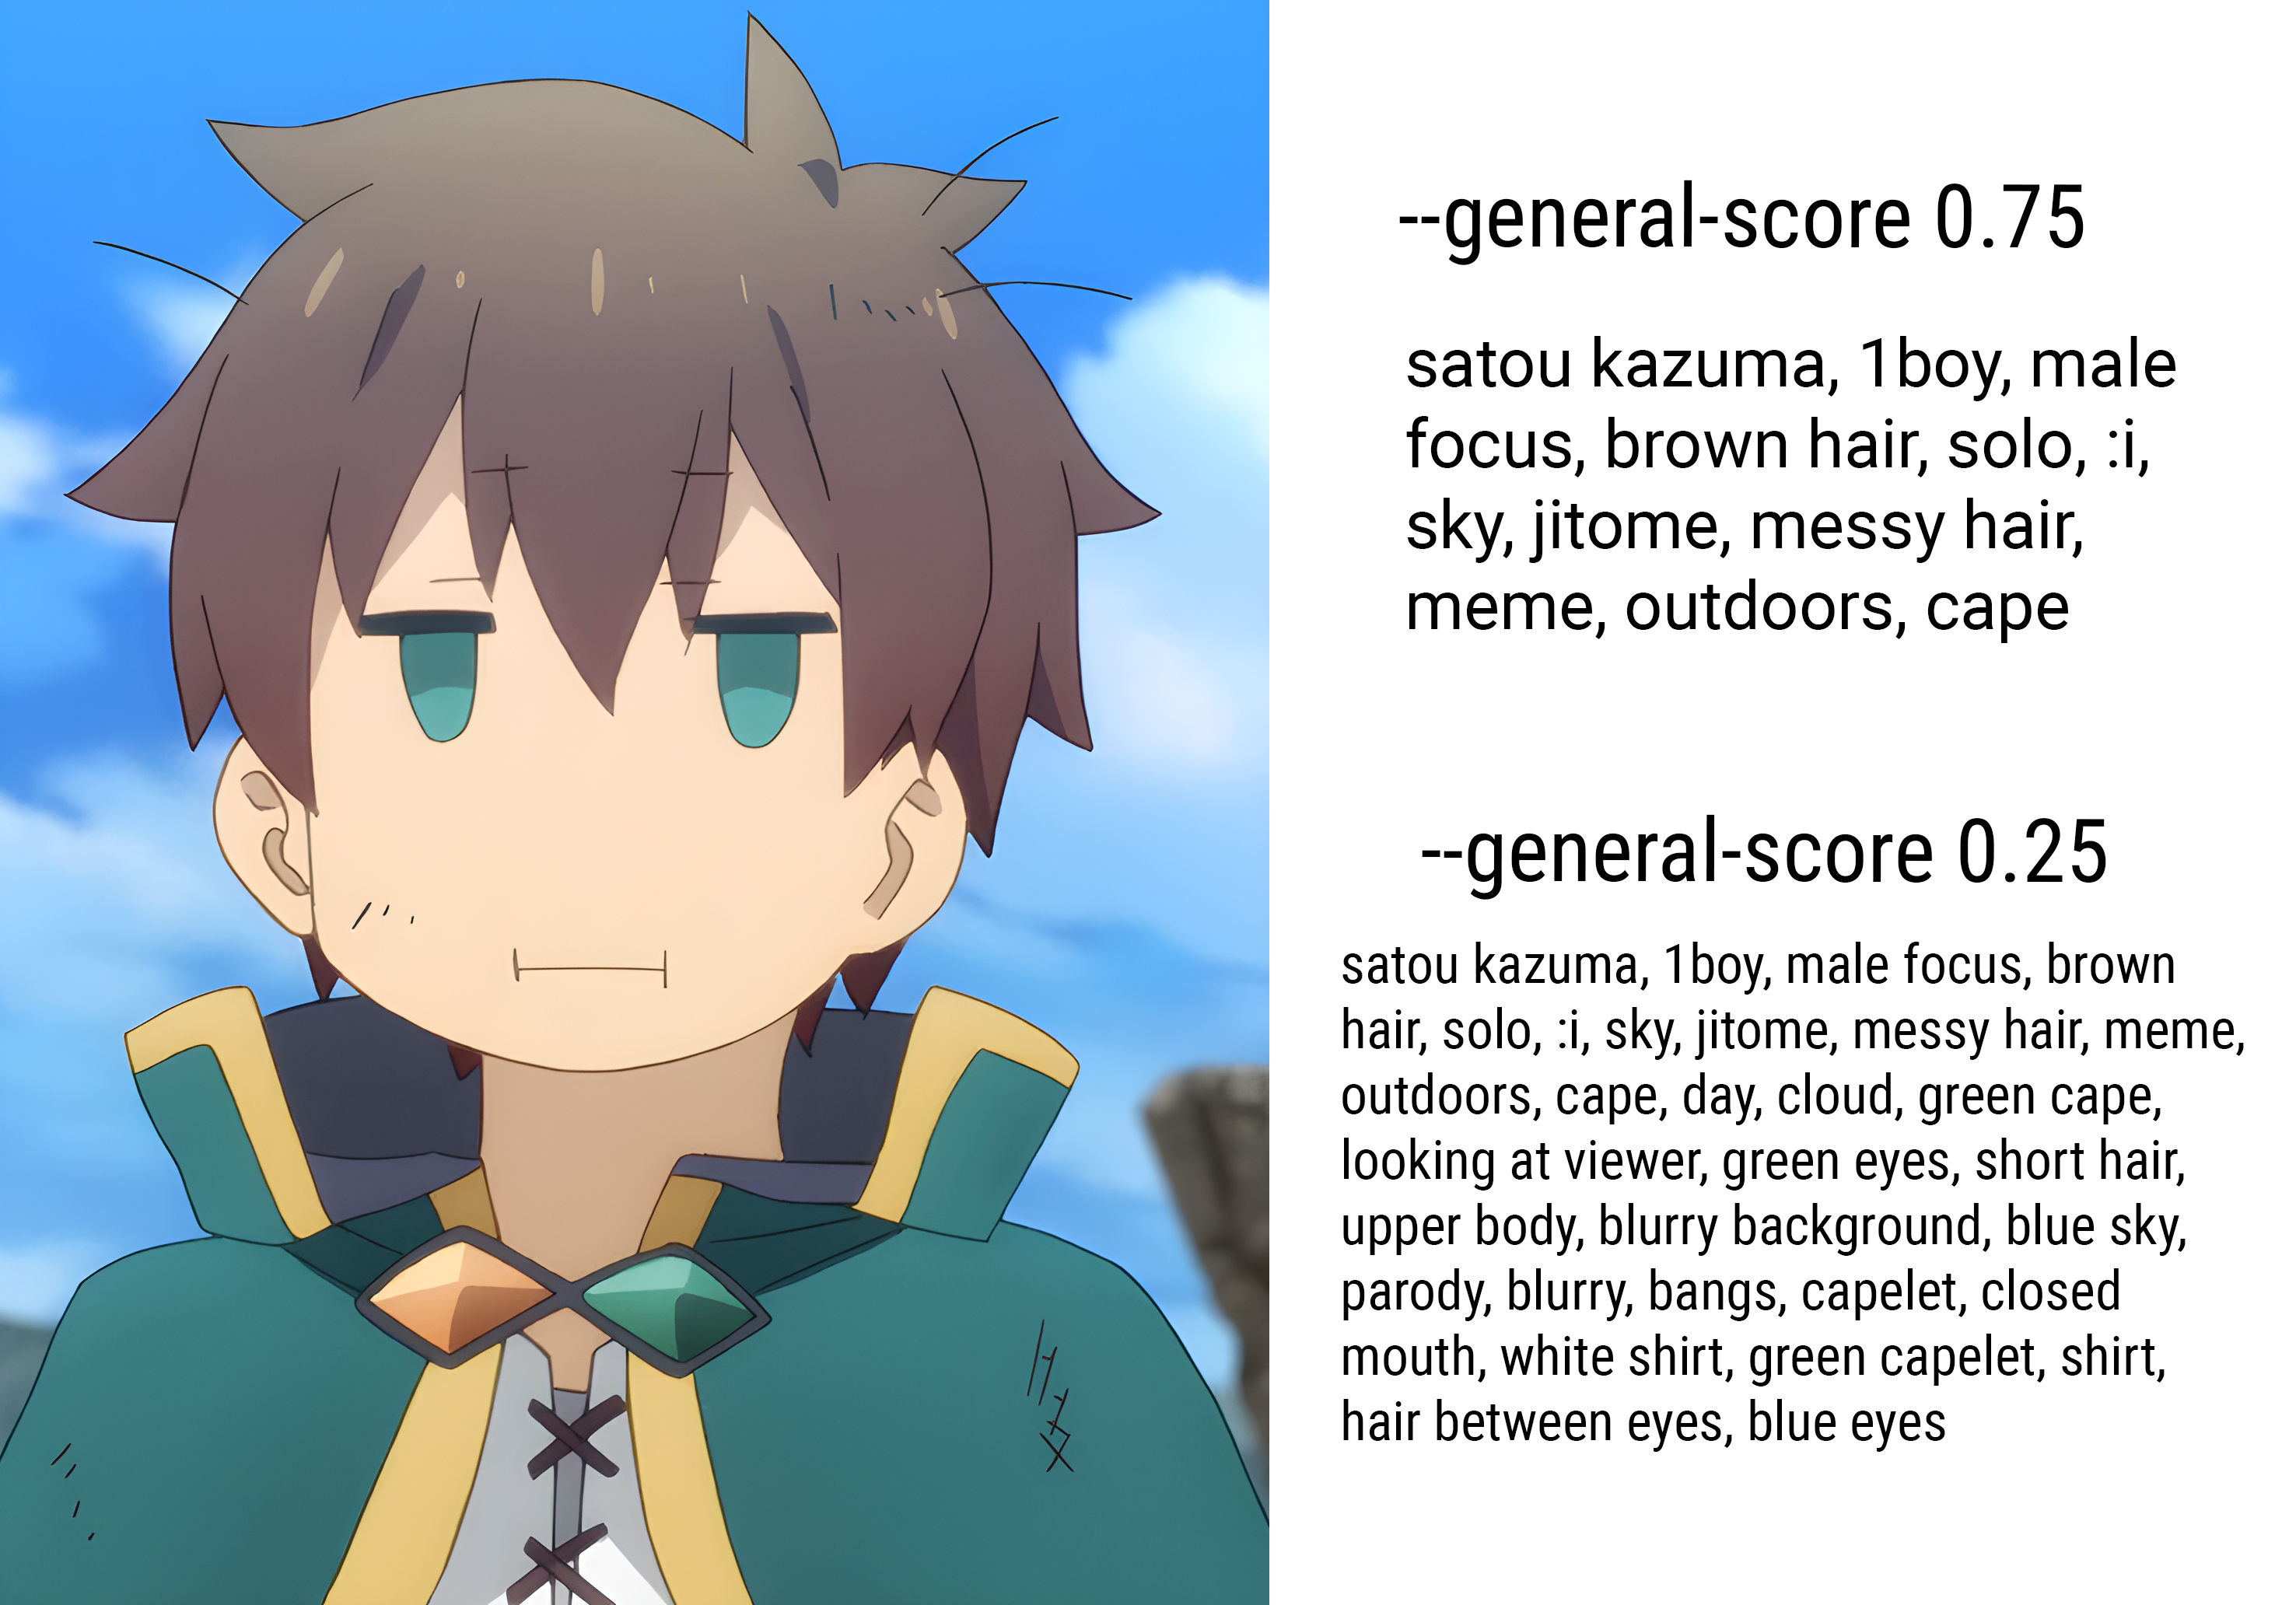 --general-score 0.75
satou kazuma, 1boy, male
focus, brown hair, solo, :i,
sky, jitome, messy hair,
meme, outdoors, cape
--general-score 0.25
satou kazuma, 1boy, male focus, brown
hair, solo, :i, sky, jitome, messy hair, meme,
outdoors, cape, day, cloud, green cape,
looking at viewer, green eyes, short hair,
upper body, blurry background, blue sky,
parody, blurry, bangs, capelet, closed
mouth, white shirt, green capelet, shirt,
hair between eyes, blue eyes